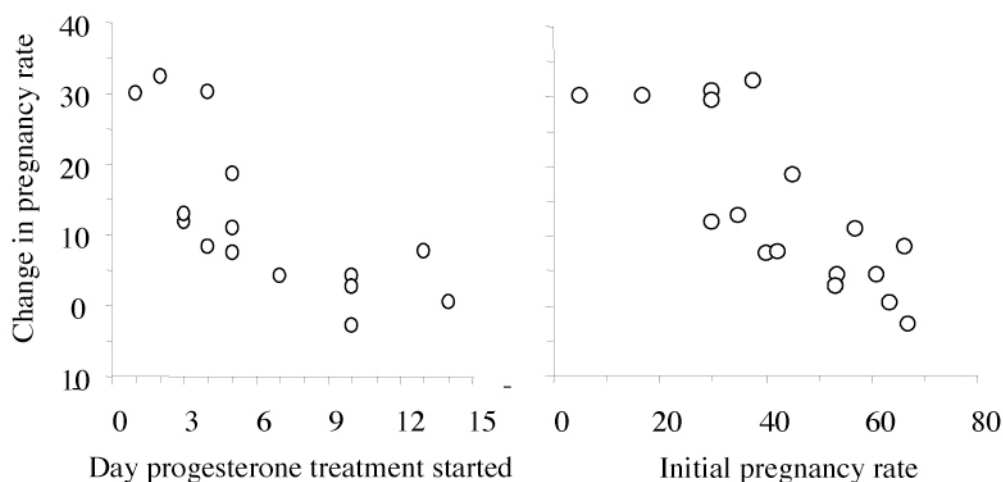 Change in pregnancy rate
40
30
20
10
0
10
-
0 3 6 9 12 15
Day progesterone treatment started
0 20 40 60 80
Initial pregnancy rate